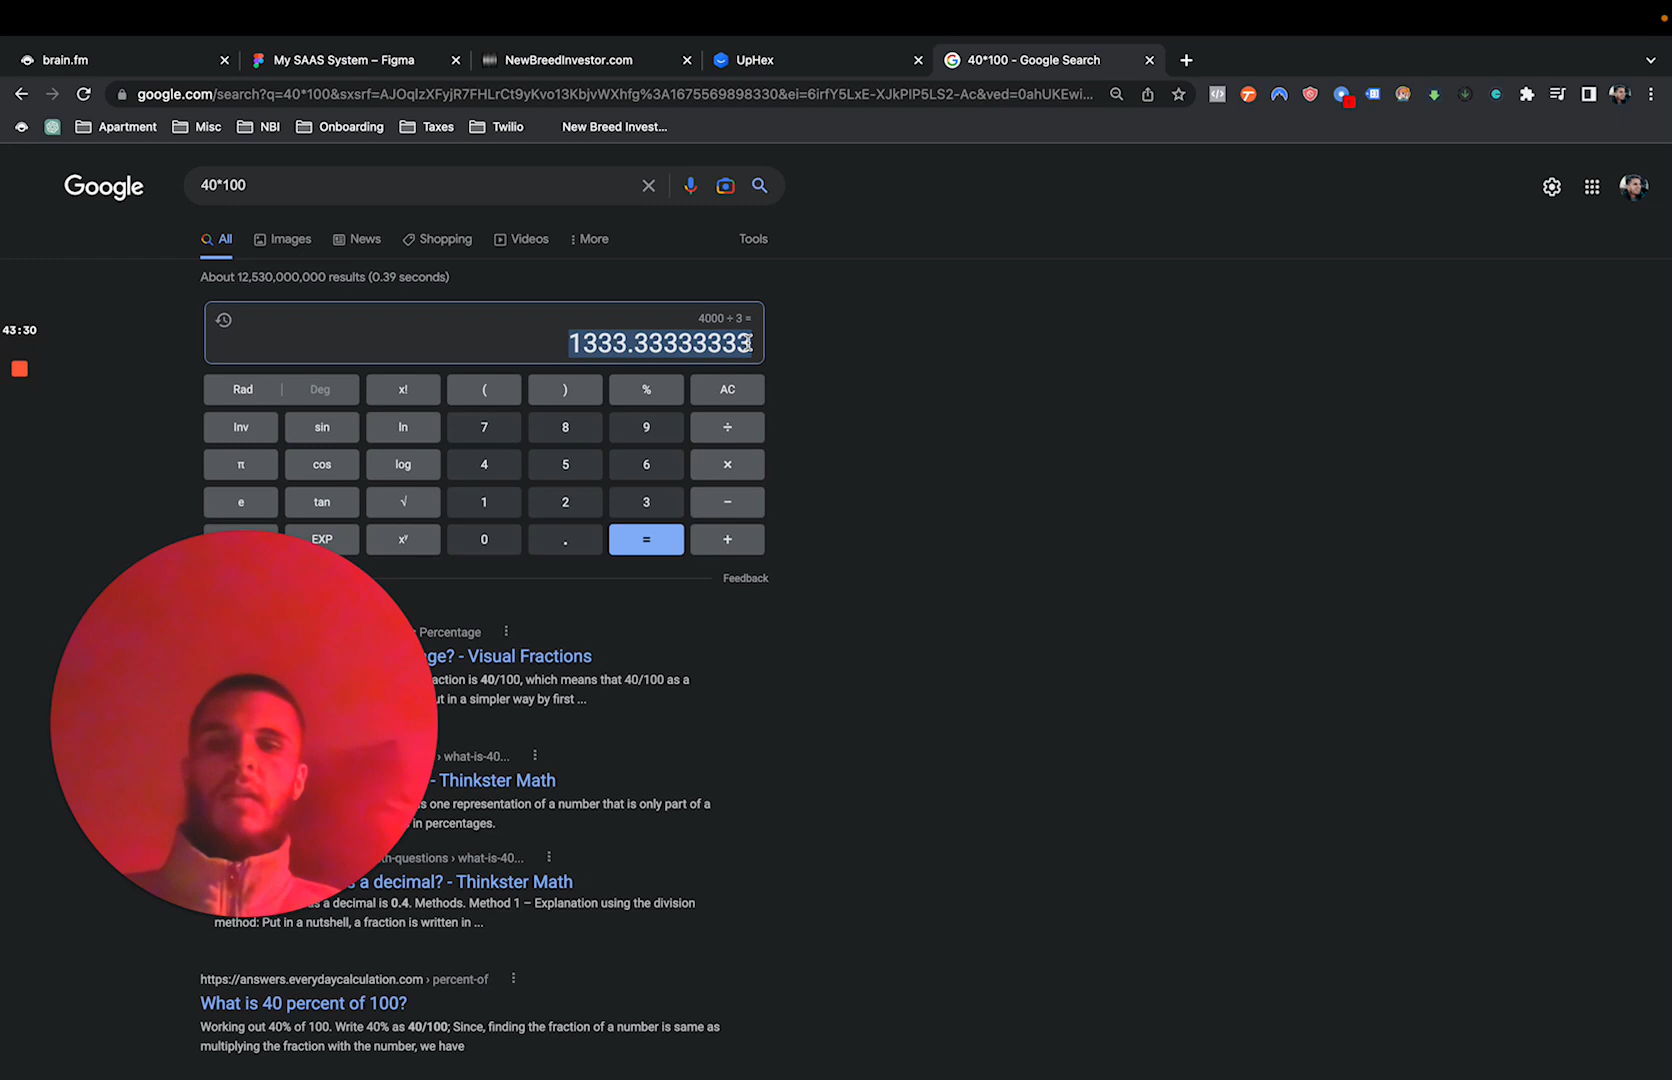 brain.fm
My SAAS System – Figma
NewBreedInvestor.com
UpHex
40*100 - Google Search
google.com/search?q=40*100&sxsrf=AJOqIzXFyjR7FHLrCt9yKvo13KbjvWXhfg%3A1675569898330&ei=6irfY5LxE-XJkPIP5LS2-Ac&ved=0ahUKEwi...
Apartment
Misc
NBI
Onboarding
Taxes
Twilio
New Breed Invest...
Google
40*100
All
Images
News
Shopping
Videos
More
Tools
About 12,530,000,000 results (0.39 seconds)
43:30
4000 ÷ 3 =
1333.33333333
Rad
Deg
x!
(
)
%
AC
Inv
sin
ln
7
8
9
÷
π
cos
log
4
5
6
×
e
tan
√
1
2
3
−
EXP
xʸ
0
.
=
+
Feedback
Percentage
ge? - Visual Fractions
action is 40/100, which means that 40/100 as a
ut in a simpler way by first ...
› what-is-40...
- Thinkster Math
s one representation of a number that is only part of a
in percentages.
th-questions › what-is-40...
s a decimal? - Thinkster Math
as a decimal is 0.4. Methods. Method 1 – Explanation using the division
method: Put in a nutshell, a fraction is written in ...
https://answers.everydaycalculation.com › percent-of
What is 40 percent of 100?
Working out 40% of 100. Write 40% as 40/100; Since, finding the fraction of a number is same as
multiplying the fraction with the number, we have